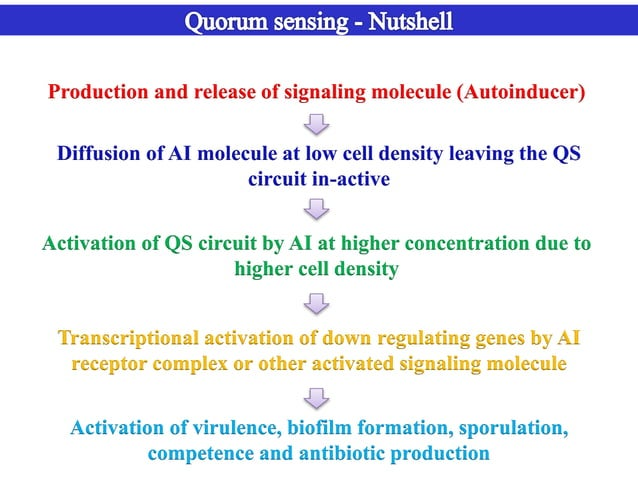 Quorum sensing - Nutshell
Production and release of signaling molecule (Autoinducer)
Diffusion of AI molecule at low cell density leaving the QS
circuit in-active
Activation of QS circuit by AI at higher concentration due to
higher cell density
Transcriptional activation of down regulating genes by AI
receptor complex or other activated signaling molecule
Activation of virulence, biofilm formation, sporulation,
competence and antibiotic production